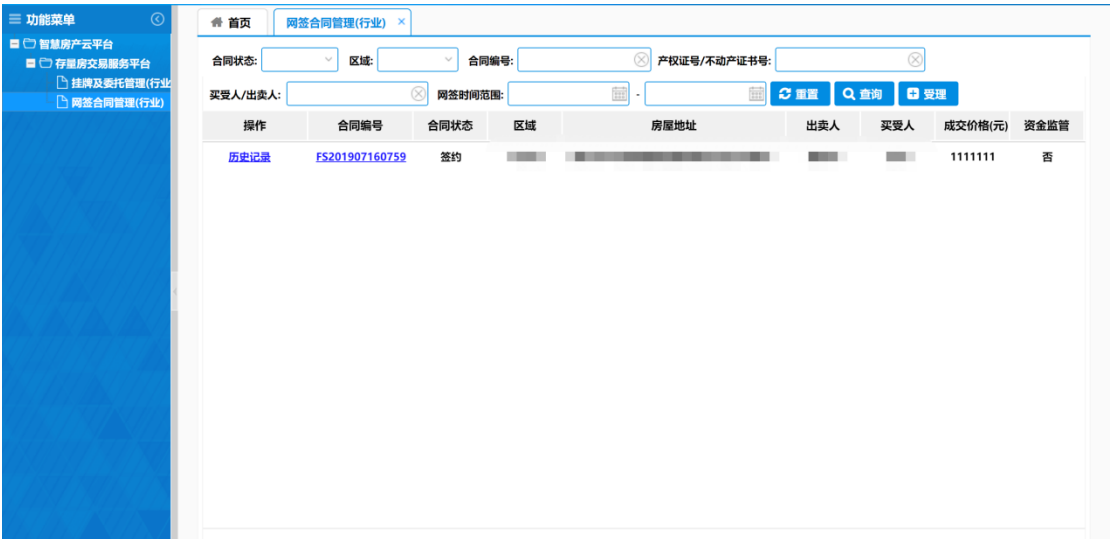 功能菜单
智慧房产云平台
存量房交易服务平台
挂牌及委托管理(行业
网签合同管理(行业)
首页 网签合同管理(行业) ×
合同状态: 区域: 合同编号: 产权证号/不动产证书号:
买受人/出卖人: 网签时间范围: - 重置 查询 受理
操作 合同编号 合同状态 区域 房屋地址 出卖人 买受人 成交价格(元) 资金监管
历史记录 FS201907160759 签约 1111111 否